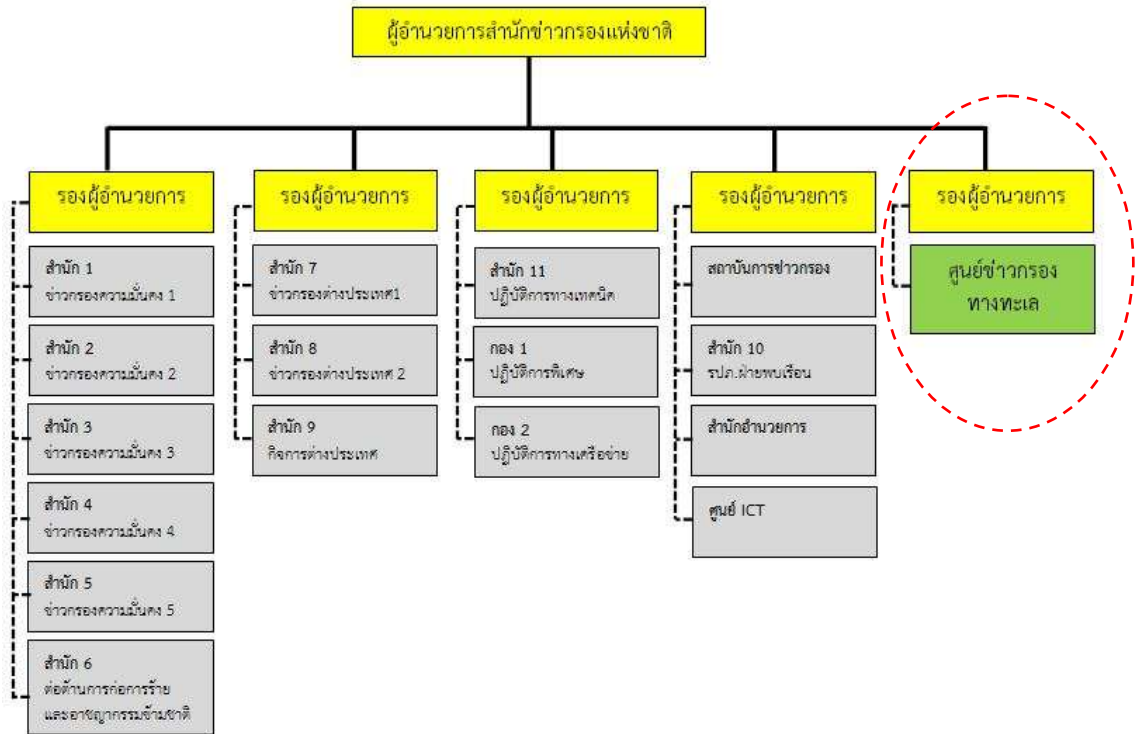 ผู้อำนวยการสำนักข่าวกรองแห่งชาติ
รองผู้อำนวยการ
สำนัก 1
ข่าวกรองความมั่นคง 1
สำนัก 2
ข่าวกรองความมั่นคง 2
สำนัก 3
ข่าวกรองความมั่นคง 3
สำนัก 4
ข่าวกรองความมั่นคง 4
สำนัก 5
ข่าวกรองความมั่นคง 5
สำนัก 6
ต่อต้านการก่อการร้าย
และอาชญากรรมข้ามชาติ
รองผู้อำนวยการ
สำนัก 7
ข่าวกรองต่างประเทศ1
สำนัก 8
ข่าวกรองต่างประเทศ 2
สำนัก 9
กิจการต่างประเทศ
รองผู้อำนวยการ
สำนัก 11
ปฏิบัติการทางเทคนิค
กอง 1
ปฏิบัติการพิเศษ
กอง 2
ปฏิบัติการทางเครือข่าย
รองผู้อำนวยการ
สถาบันการข่าวกรอง
สำนัก 10
รปภ.ฝ่ายพบเรือน
สำนักอำนวยการ
ศูนย์ ICT
รองผู้อำนวยการ
ศูนย์ข่าวกรอง
ทางทะเล